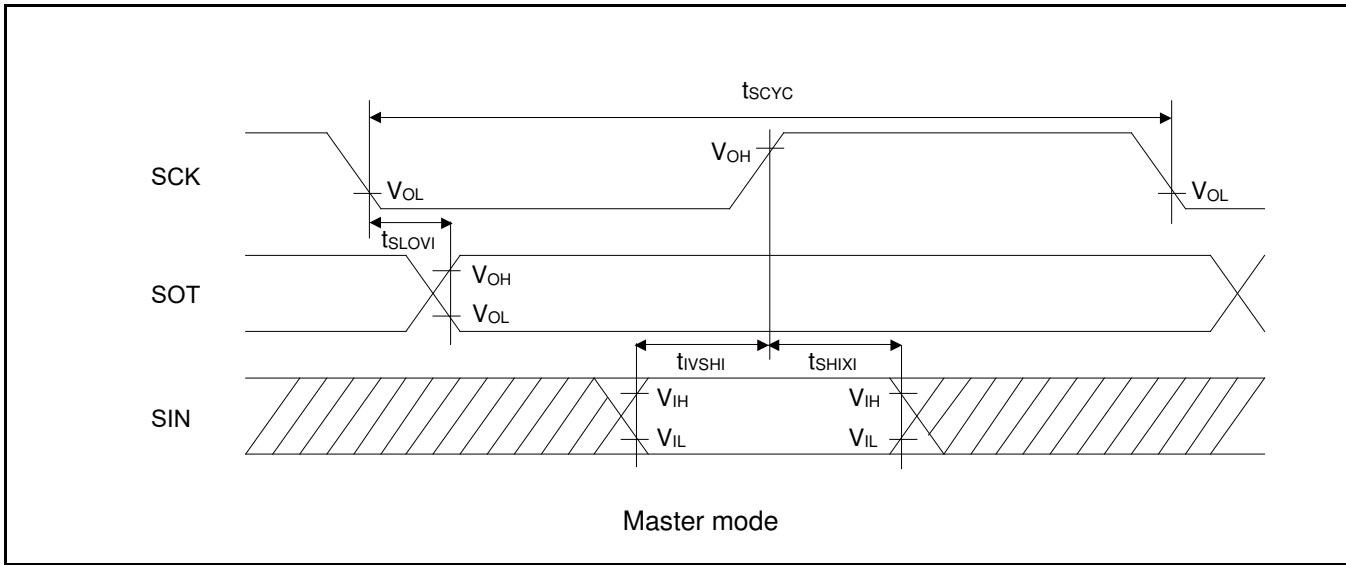 tSCYC
SCK
VOH
VOL
VOL
tSLOVI
SOT
VOH
VOL
tIVSHI
tSHIXI
SIN
VIH
VIH
VIL
VIL
Master mode